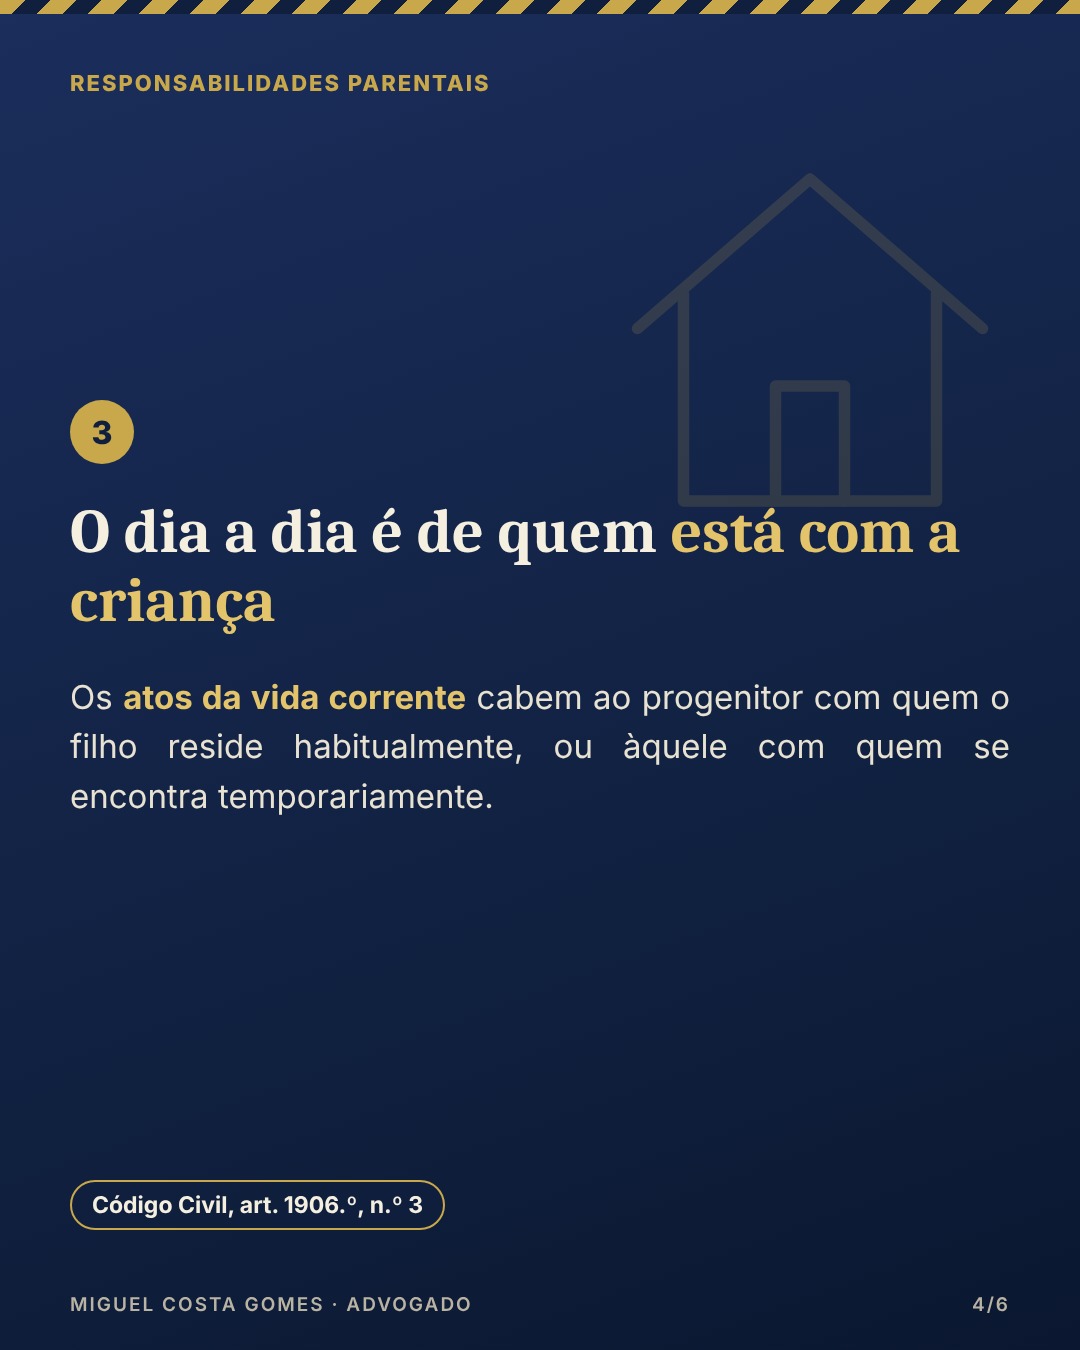 RESPONSABILIDADES PARENTAIS
3
O dia a dia é de quem está com a
criança
Os atos da vida corrente cabem ao progenitor com quem o
filho reside habitualmente, ou àquele com quem se
encontra temporariamente.
Código Civil, art. 1906.º, n.º 3
MIGUEL COSTA GOMES · ADVOGADO
4/6